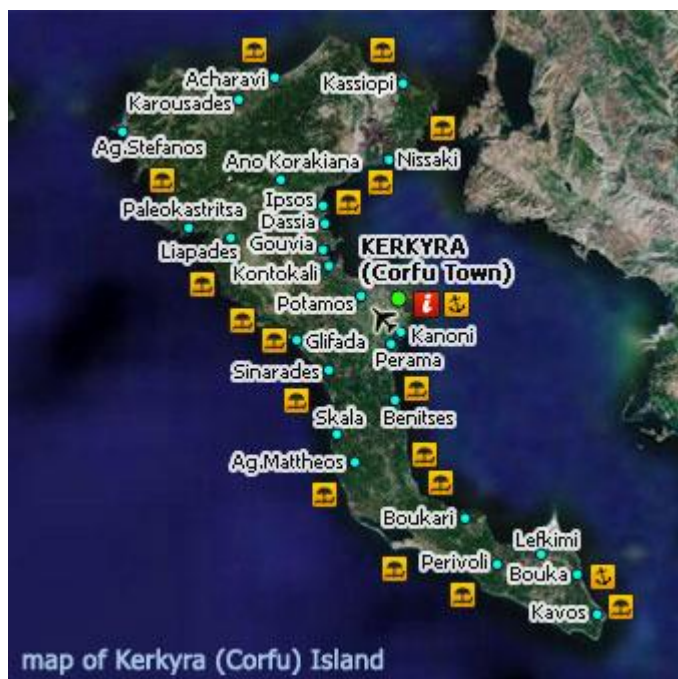 Acharavi
Kassiopi
Karousades
Ag.Stefanos
Nissaki
Ano Korakiana
Ipsos
Paleokastritsa
Dassia
Liapades
Gouvia
KERKYRA
(Corfu Town)
Kontokali
Potamos
i
Kanoni
Glifada
Perama
Sinarades
Skala
Benitses
Ag.Mattheos
Boukari
Lefkimi
Perivoli
Bouka
Kavos
map of Kerkyra (Corfu) Island